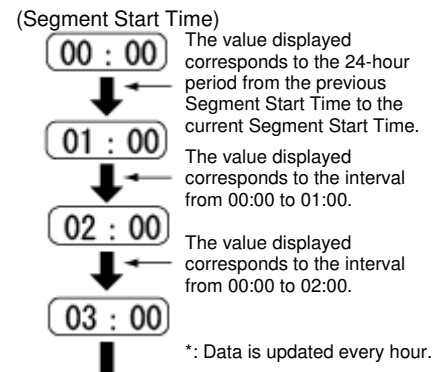 (Segment Start Time)
00 : 00
The value displayed
corresponds to the 24-hour
period from the previous
Segment Start Time to the
current Segment Start Time.
01 : 00
The value displayed
corresponds to the interval
from 00:00 to 01:00.
02 : 00
The value displayed
corresponds to the interval
from 00:00 to 02:00.
03 : 00
*: Data is updated every hour.